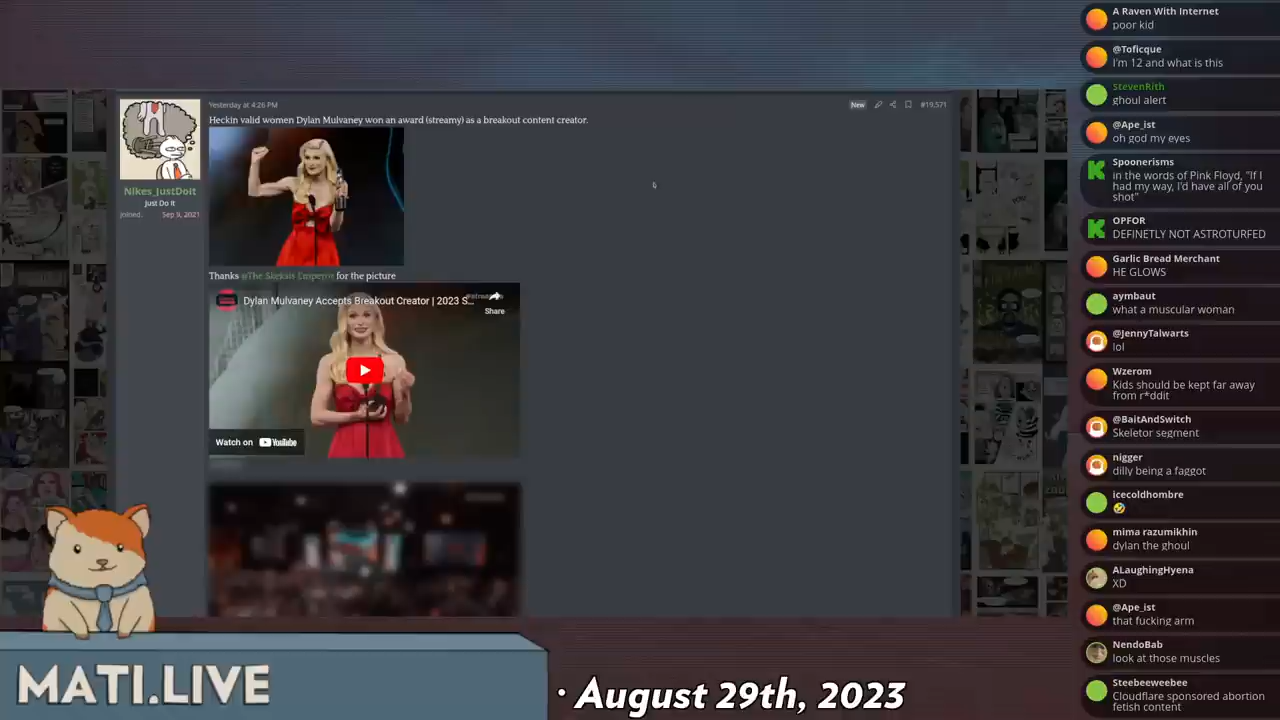 Yesterday at 4:26 PM
New
#19,571
Heckin valid women Dylan Mulvaney won an award (streamy) as a breakout content creator.
Nikes_JustDoit
Just Do It
Joined:
Sep 9, 2021
Thanks @The Skeksis Emperor for the picture
Dylan Mulvaney Accepts Breakout Creator | 2023 S...
Share
Watch on YouTube
MATI.LIVE
· August 29th, 2023
A Raven With Internet
poor kid
@Toficque
I'm 12 and what is this
StevenRith
ghoul alert
@Ape_ist
oh god my eyes
Spoonerisms
in the words of Pink Floyd, "If I
had my way, I'd have all of you
shot"
OPFOR
DEFINETLY NOT ASTROTURFED
Garlic Bread Merchant
HE GLOWS
aymbaut
what a muscular woman
@JennyTalwarts
lol
Wzerom
Kids should be kept far away
from r*ddit
@BaitAndSwitch
Skeletor segment
nigger
dilly being a faggot
icecoldhombre
🤣
mima razumikhin
dylan the ghoul
ALaughingHyena
XD
@Ape_ist
that fucking arm
NendoBab
look at those muscles
Steebeeweebee
Cloudflare sponsored abortion
fetish content